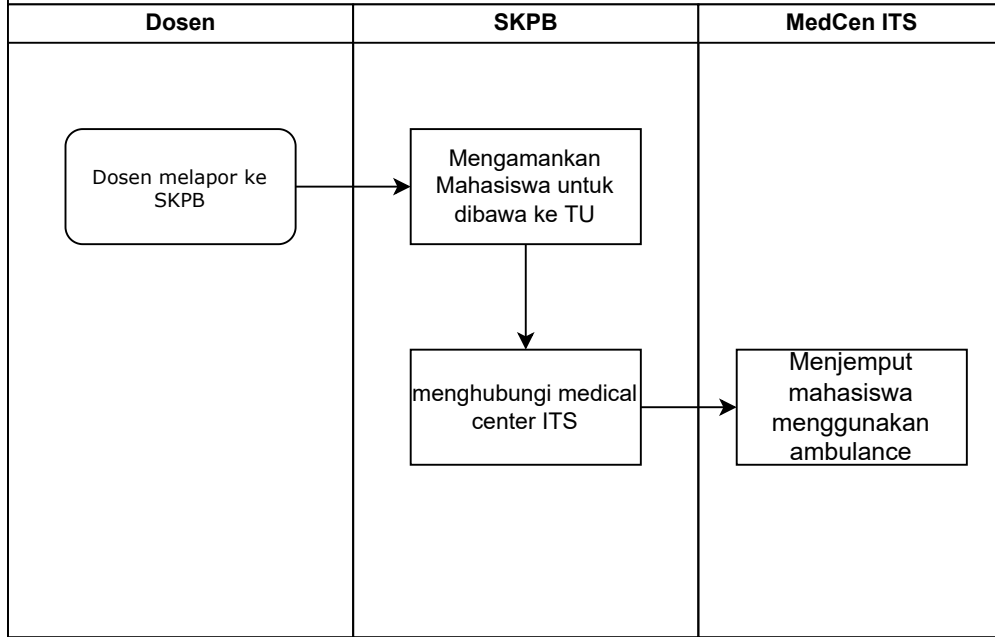 Dosen
SKPB
MedCen ITS
Dosen melapor ke
SKPB
Mengamankan
Mahasiswa untuk
dibawa ke TU
menghubungi medical
center ITS
Menjemput
mahasiswa
menggunakan
ambulance